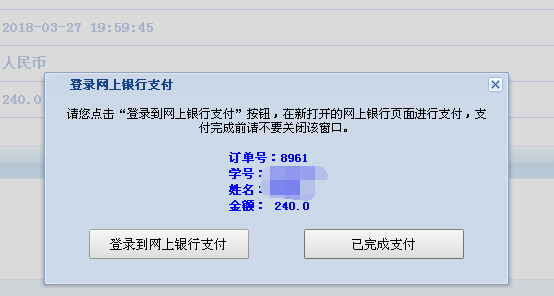 2018-03-27 19:59:45
人民币
240.0
登录网上银行支付
请您点击“登录到网上银行支付”按钮，在新打开的网上银行页面进行支付，支
付完成前请不要关闭该窗口。
订单号：8961
学号：
姓名：
金额： 240.0
登录到网上银行支付
已完成支付